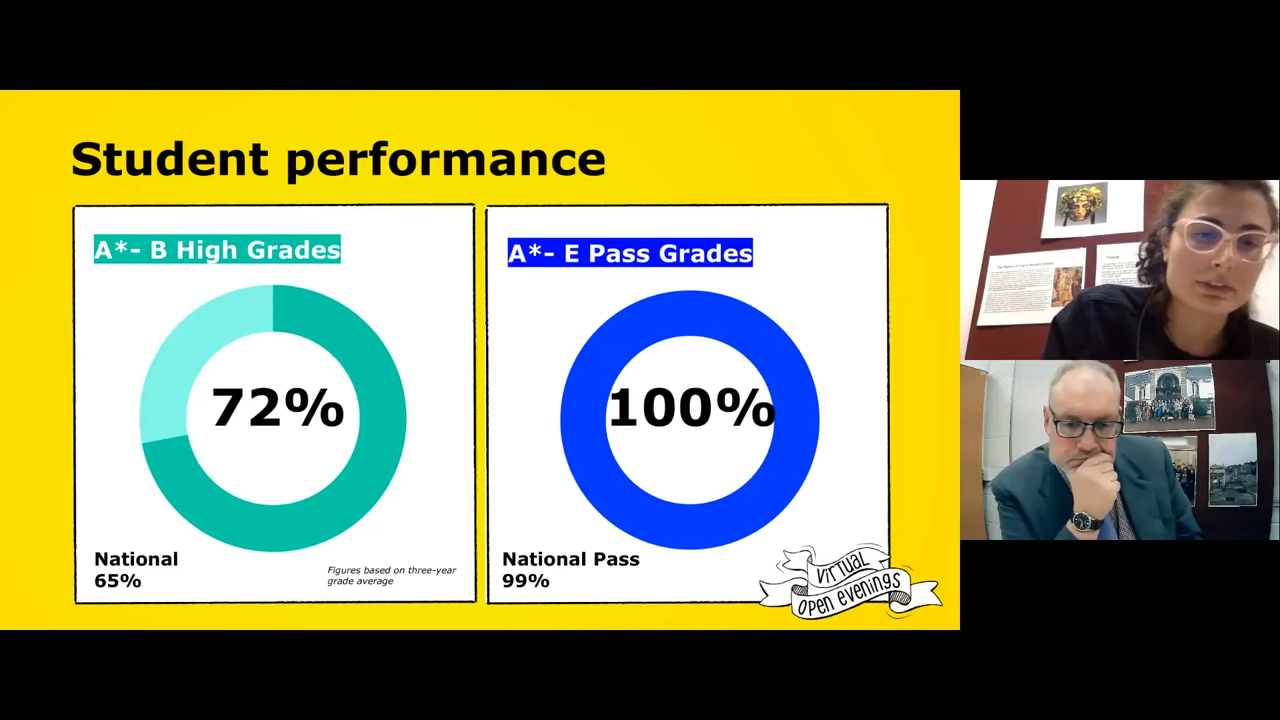 Student performance
A*- B High Grades
72%
National
65%
Figures based on three-year
grade average
A*- E Pass Grades
100%
National Pass
99%
VIRTUAL
OPEN EVENINGS